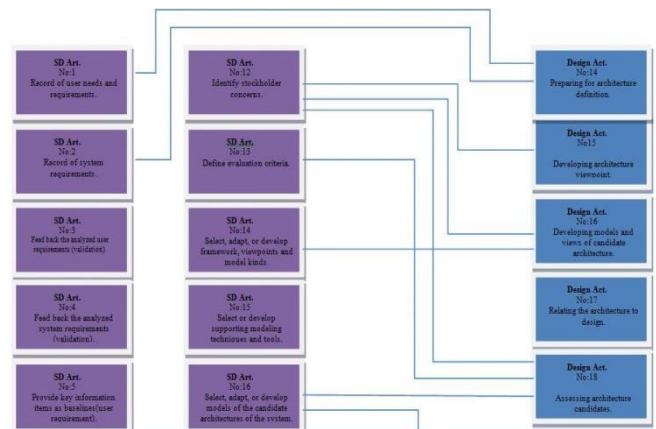 SD Art.
No:1
Record of user needs and
requirements.
SD Art.
No:2
Record of system
requirements.
SD Art.
No:3
Feed back the analyzed user
requirements (validation)
SD Art.
No:4
Feed back the analyzed
system requirements
(validation).
SD Art.
No:5
Provide key information
items as baselines(user
requirement).
SD Art.
No:12
Identify stockholder
concerns.
SD Art.
No:13
Define evaluation criteria.
SD Art.
No:14
Select, adapt, or develop
framework, viewpoints and
model kinds.
SD Art.
No:15
Select or develop
supporting modeling
techniques and tools.
SD Art.
No:16
Select, adapt, or develop
models of the candidate
architectures of the system.
Design Act.
No:14
Preparing for architecture
definition.
Design Act.
No15
Developing architecture
viewpoint.
Design Act.
No:16
Developing models and
views of candidate
architecture.
Design Act.
No:17
Relating the architecture to
design.
Design Act.
No:18
Assessing architecture
candidates.